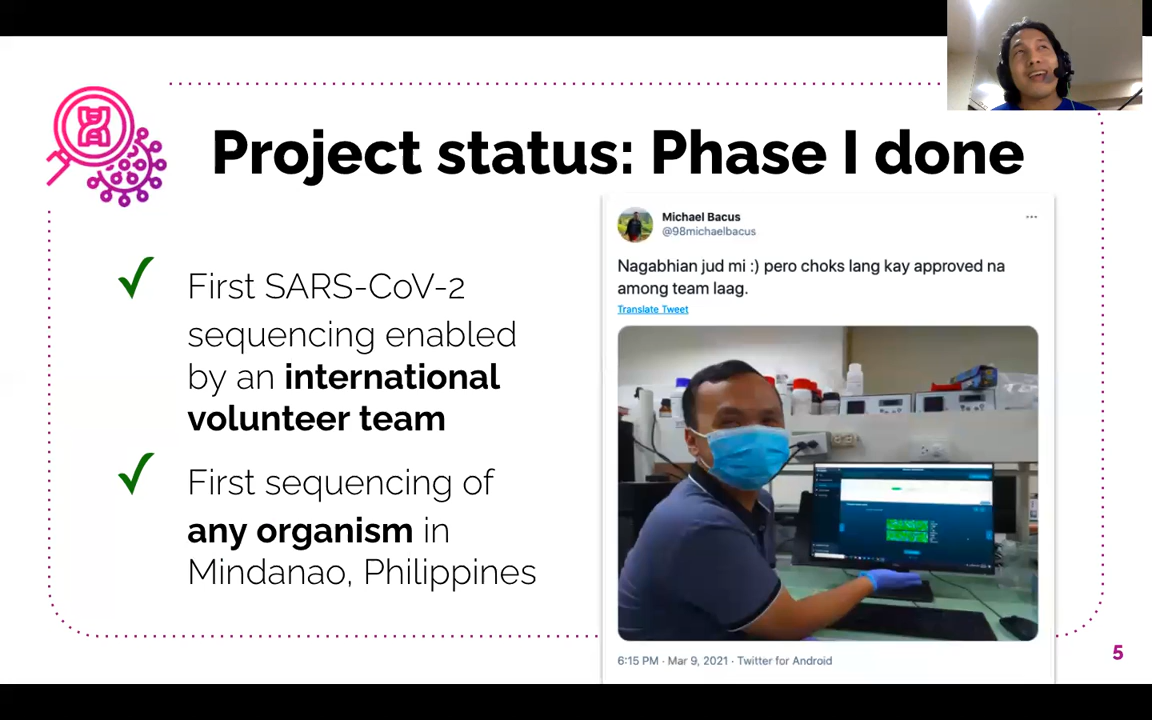 Project status: Phase I done
✓ First SARS-CoV-2
sequencing enabled
by an international
volunteer team
✓ First sequencing of
any organism in
Mindanao, Philippines
Michael Bacus
@98michaelbacus
Nagabhian jud mi :) pero choks lang kay approved na
among team laag.
Translate Tweet
6:15 PM · Mar 9, 2021 · Twitter for Android
5